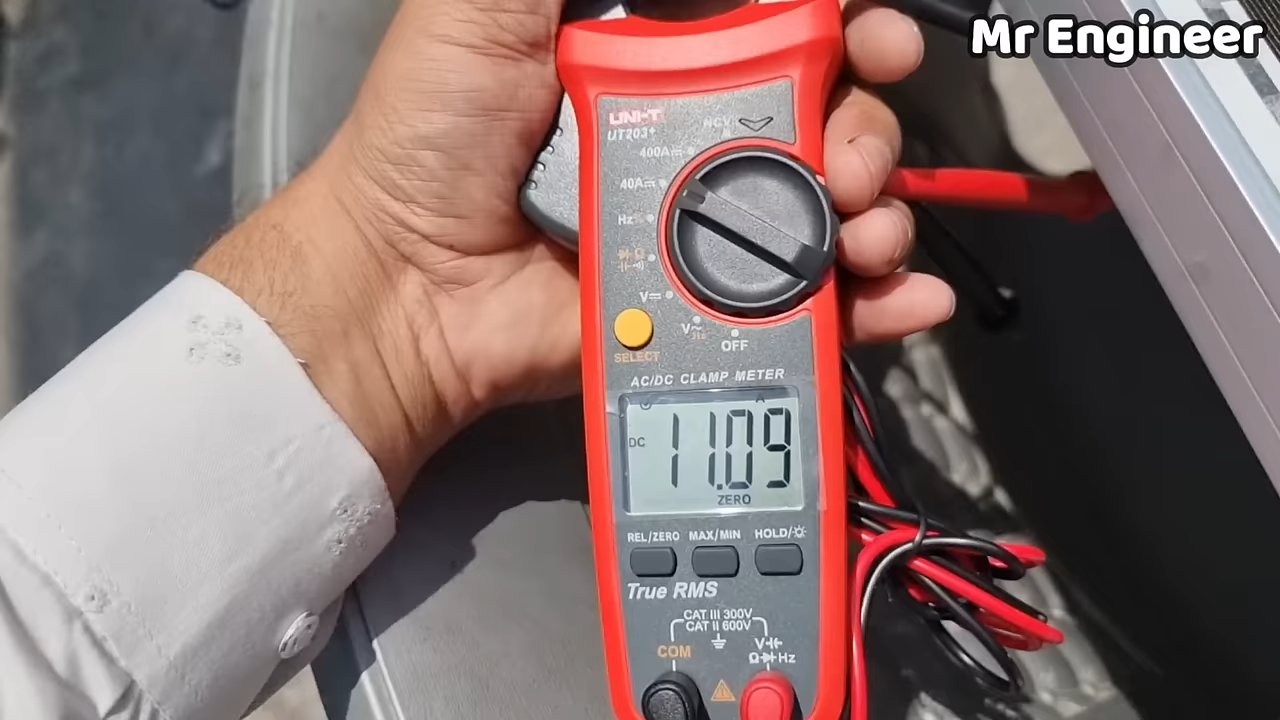 Mr Engineer
UNI-T
UT203+
NCV
400A
40A
Hz%
Ω
V
V~
OFF
SELECT
AC/DC CLAMP METER
A
DC
11.09
ZERO
REL/ZERO MAX/MIN HOLD/
True RMS
CAT III 300V
CAT II 600V
COM
V
Ω Hz